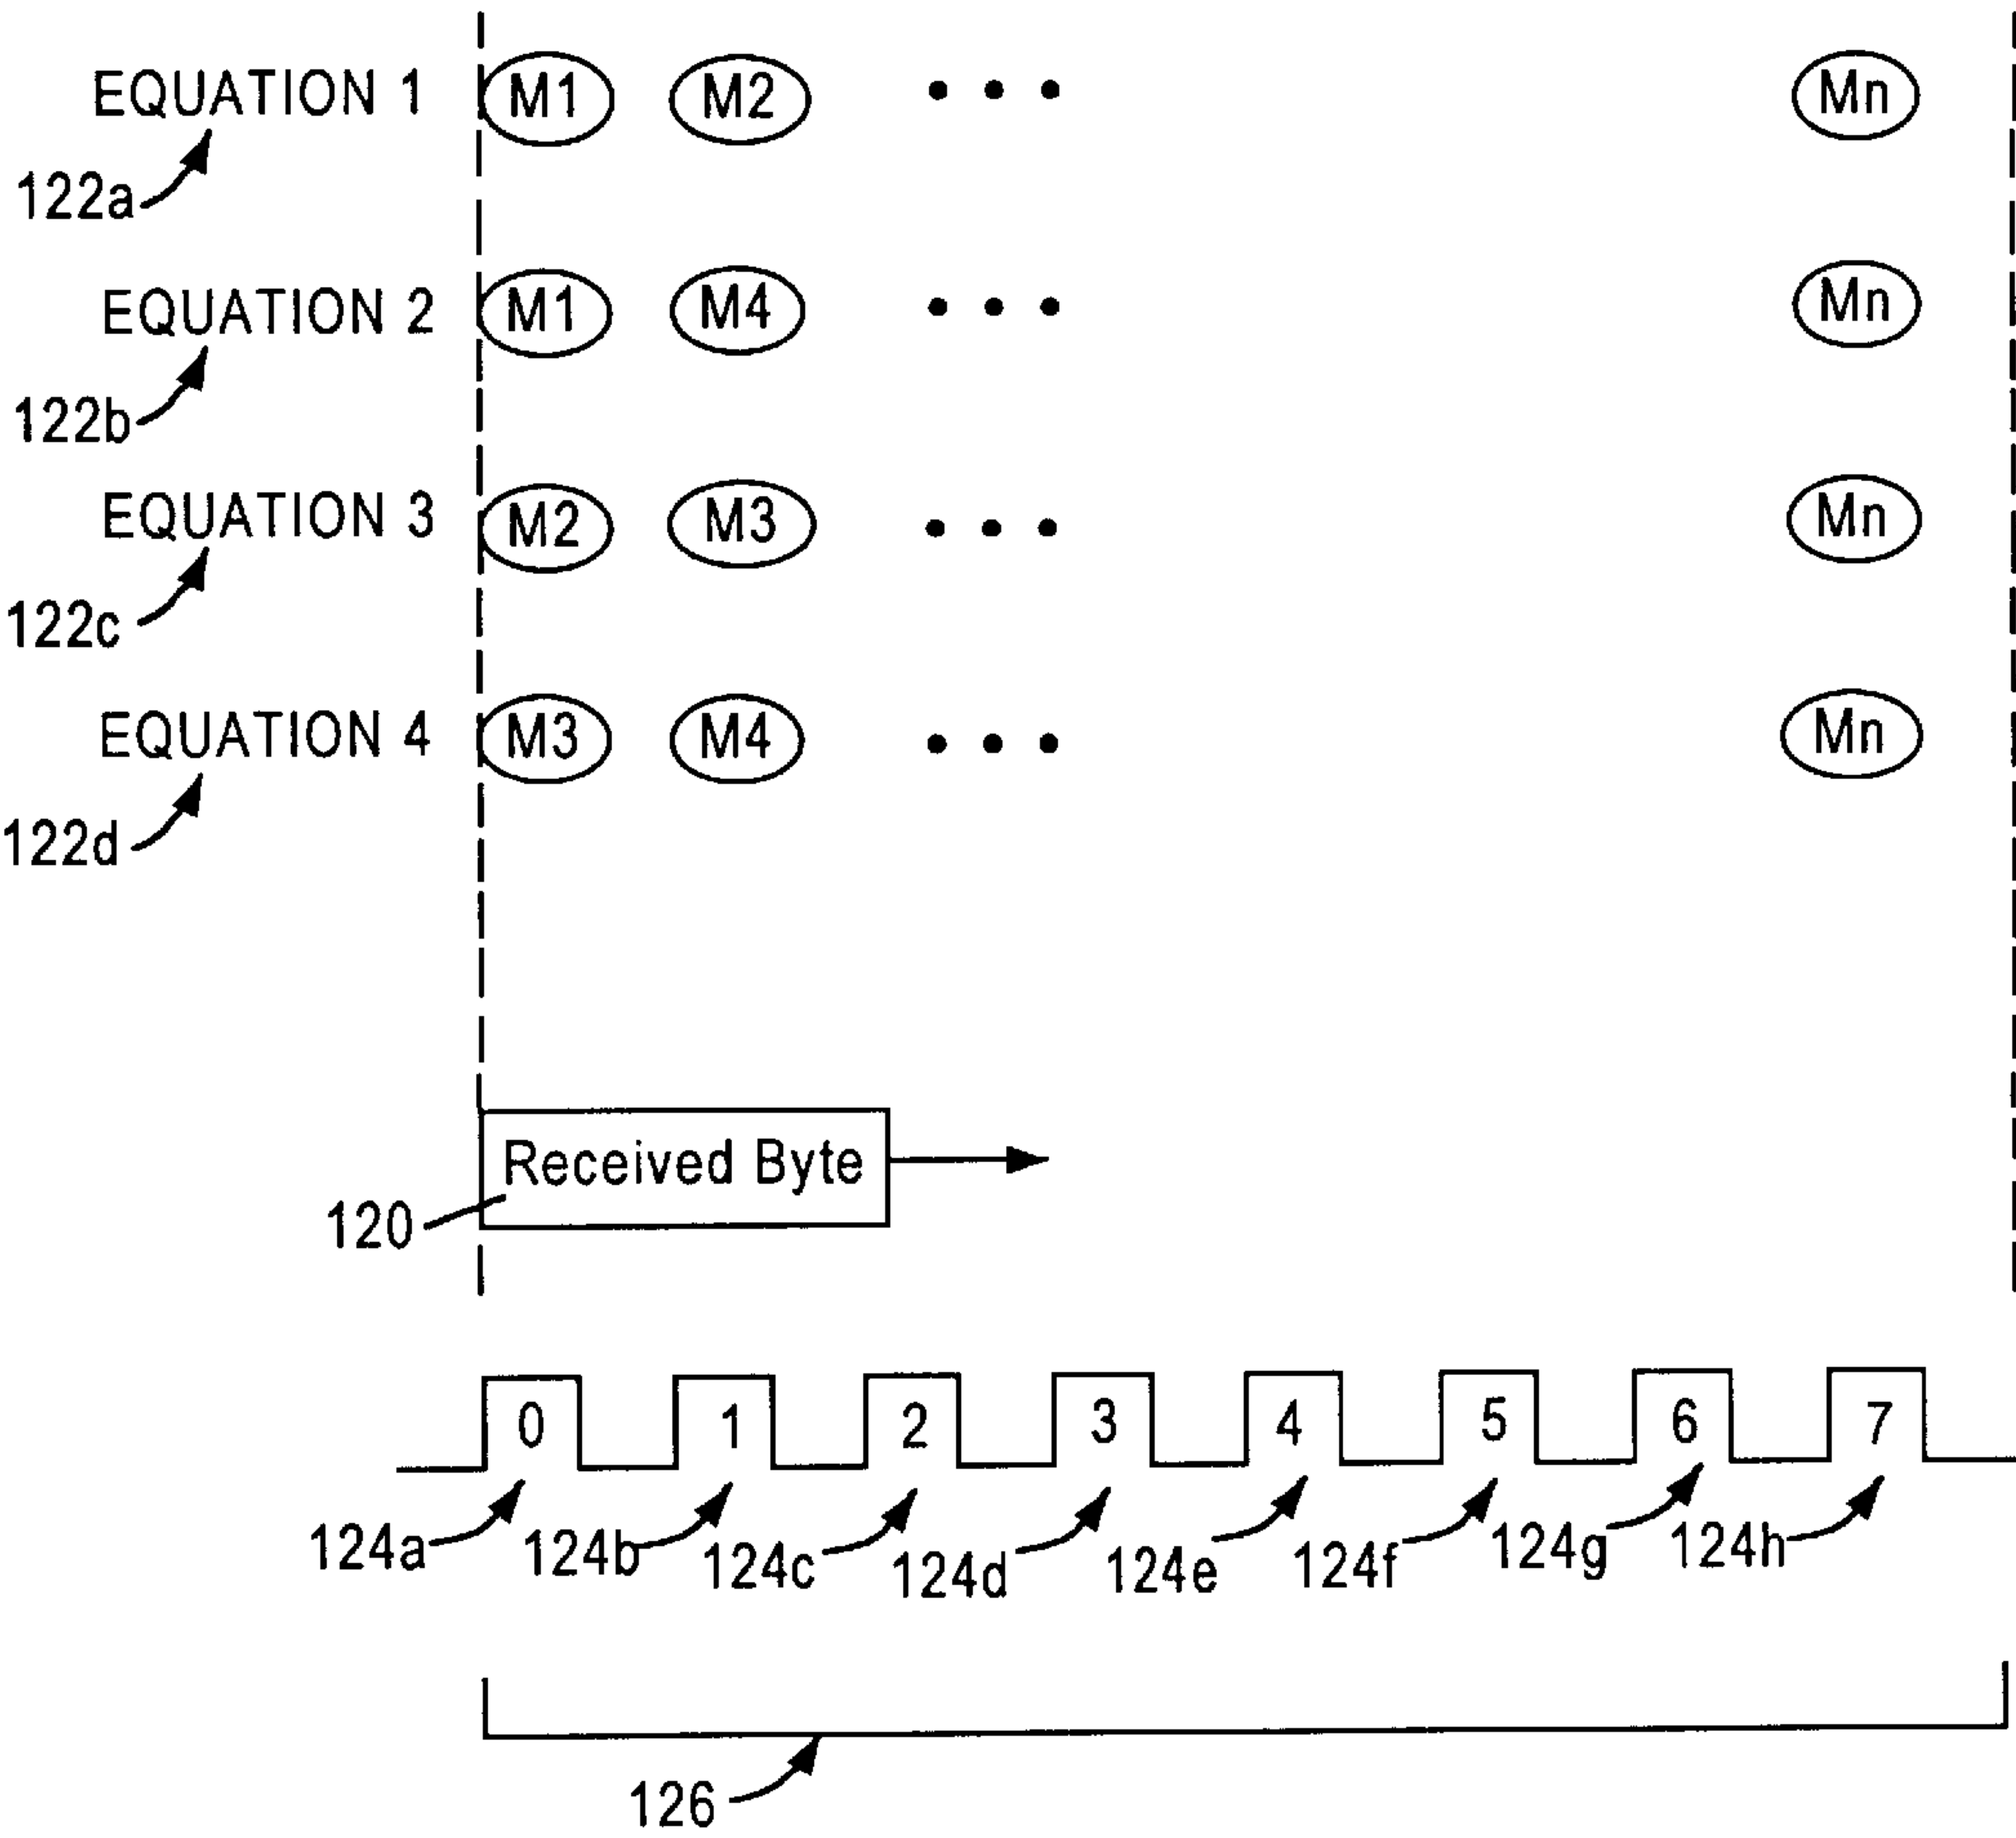 EQUATION 1 M1 M2 • • • Mn
122a
EQUATION 2 M1 M4 • • • Mn
122b
EQUATION 3 M2 M3 • • • Mn
122c
EQUATION 4 M3 M4 • • • Mn
122d
Received Byte
120
0 1 2 3 4 5 6 7
124a 124b 124c 124d 124e 124f 124g 124h
126